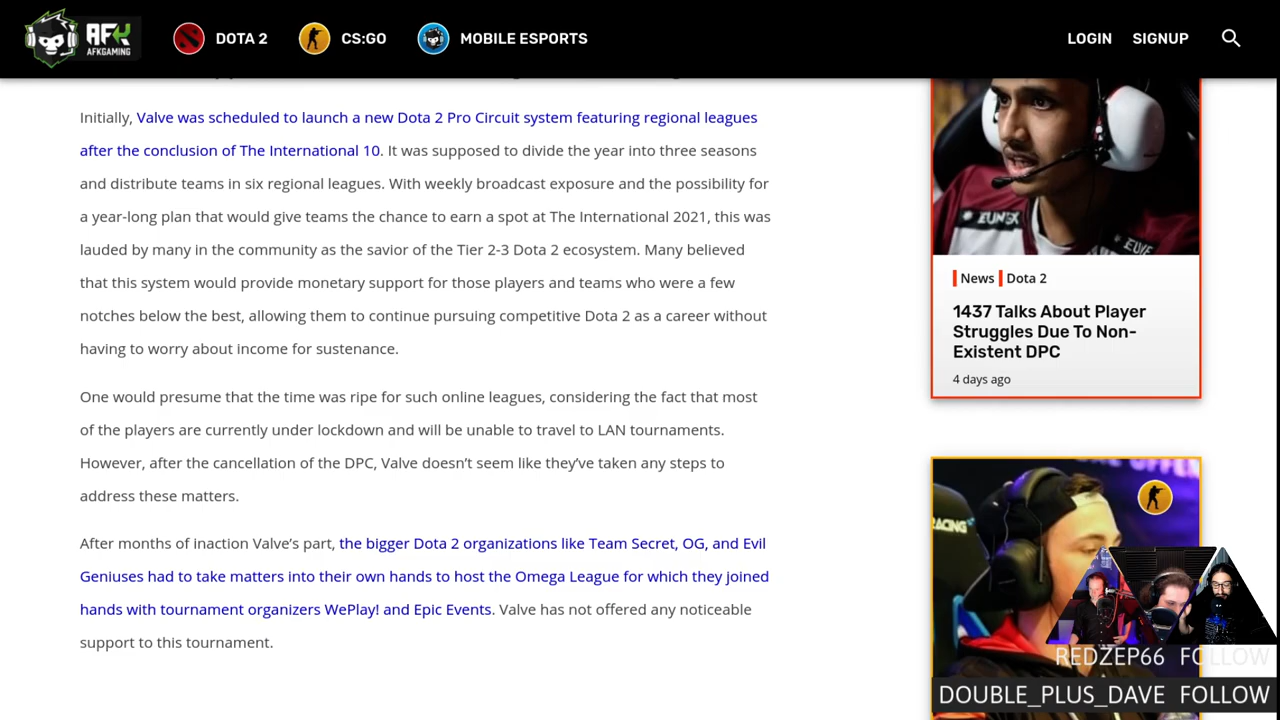 AFK
AFKGAMING
DOTA 2
CS:GO
MOBILE ESPORTS
LOGIN
SIGNUP
Initially, Valve was scheduled to launch a new Dota 2 Pro Circuit system featuring regional leagues
after the conclusion of The International 10. It was supposed to divide the year into three seasons
and distribute teams in six regional leagues. With weekly broadcast exposure and the possibility for
a year-long plan that would give teams the chance to earn a spot at The International 2021, this was
lauded by many in the community as the savior of the Tier 2-3 Dota 2 ecosystem. Many believed
that this system would provide monetary support for those players and teams who were a few
notches below the best, allowing them to continue pursuing competitive Dota 2 as a career without
having to worry about income for sustenance.
One would presume that the time was ripe for such online leagues, considering the fact that most
of the players are currently under lockdown and will be unable to travel to LAN tournaments.
However, after the cancellation of the DPC, Valve doesn’t seem like they’ve taken any steps to
address these matters.
After months of inaction Valve’s part, the bigger Dota 2 organizations like Team Secret, OG, and Evil
Geniuses had to take matters into their own hands to host the Omega League for which they joined
hands with tournament organizers WePlay! and Epic Events. Valve has not offered any noticeable
support to this tournament.
News
Dota 2
1437 Talks About Player
Struggles Due To Non-
Existent DPC
4 days ago
RACING
REDZEP66 FOLLOW
DOUBLE_PLUS_DAVE FOLLOW